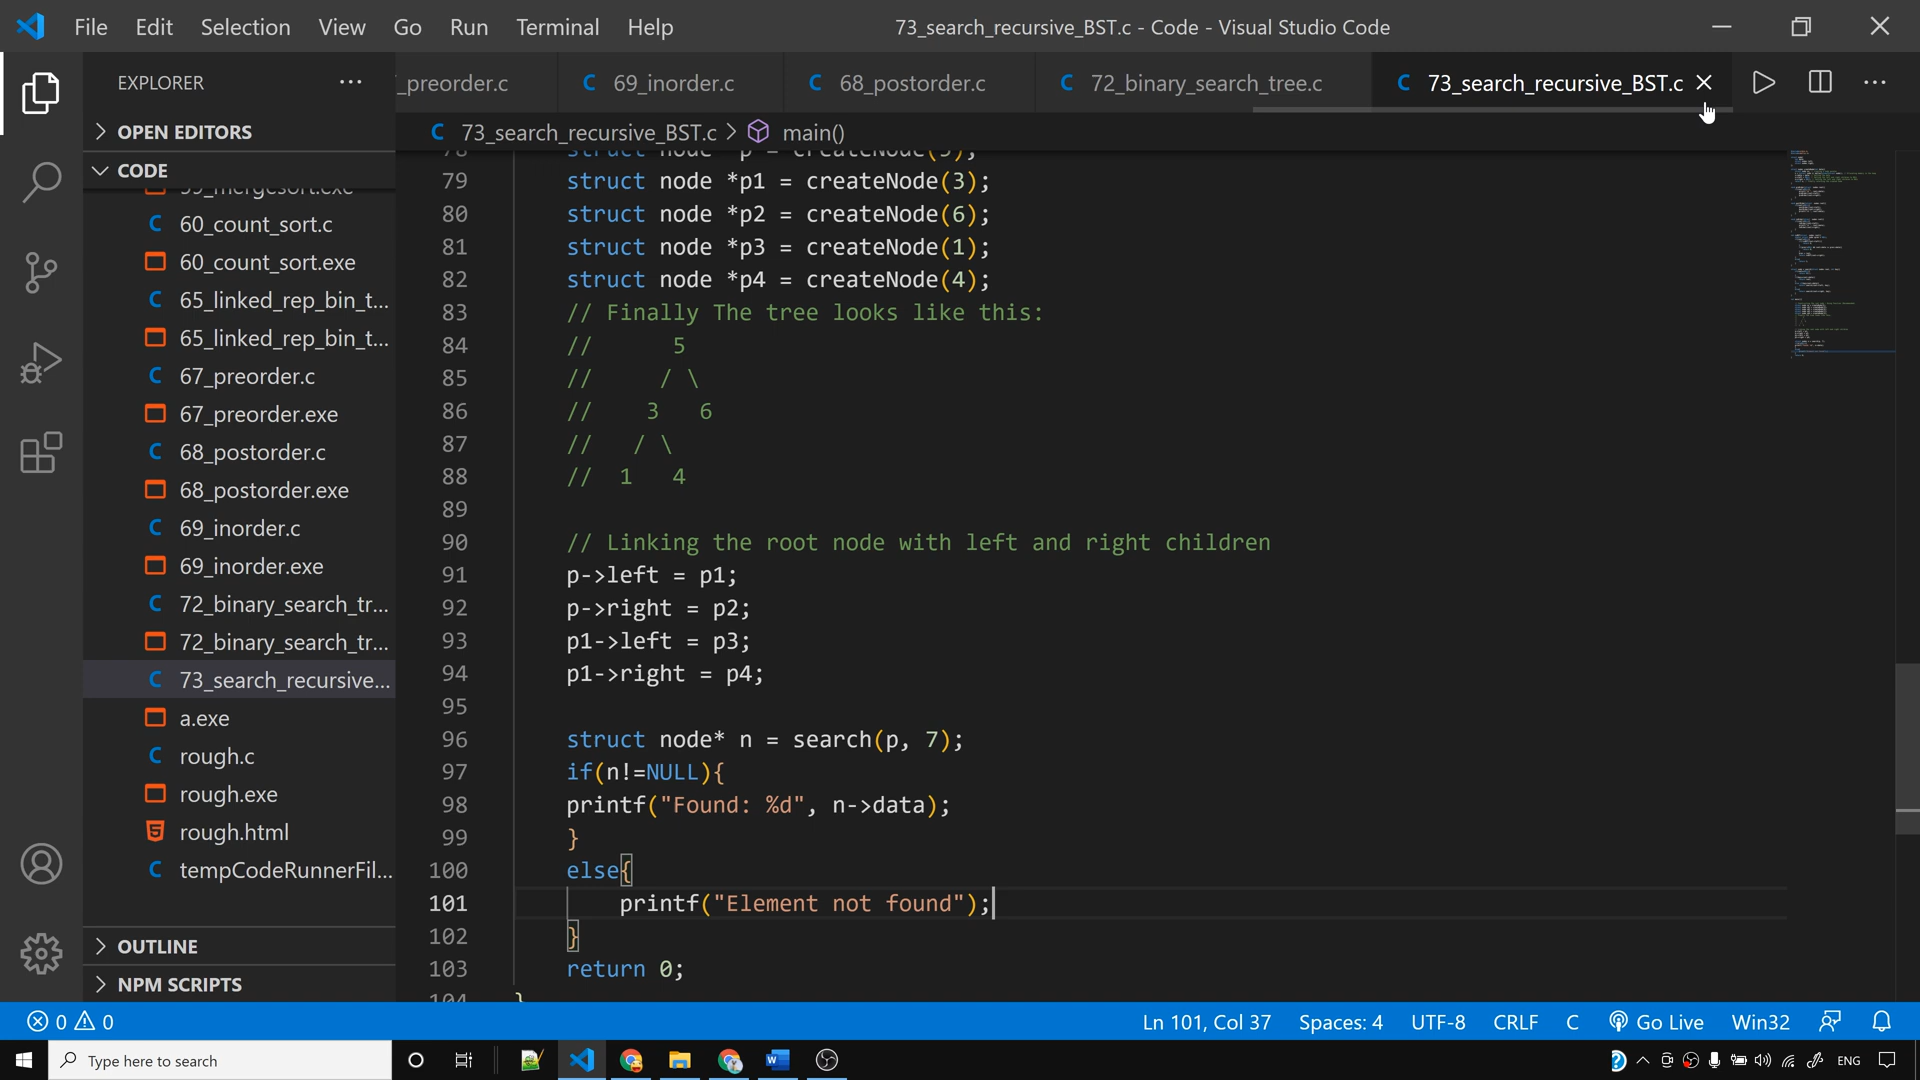 File Edit Selection View Go Run Terminal Help
73_search_recursive_BST.c - Code - Visual Studio Code
EXPLORER
OPEN EDITORS
CODE
60_count_sort.c
60_count_sort.exe
65_linked_rep_bin_t...
65_linked_rep_bin_t...
67_preorder.c
67_preorder.exe
68_postorder.c
68_postorder.exe
69_inorder.c
69_inorder.exe
72_binary_search_tr...
72_binary_search_tr...
73_search_recursive...
a.exe
rough.c
rough.exe
rough.html
tempCodeRunnerFil...
OUTLINE
NPM SCRIPTS
_preorder.c
69_inorder.c
68_postorder.c
72_binary_search_tree.c
73_search_recursive_BST.c
73_search_recursive_BST.c > main()
79 struct node *p1 = createNode(3);
80 struct node *p2 = createNode(6);
81 struct node *p3 = createNode(1);
82 struct node *p4 = createNode(4);
83 // Finally The tree looks like this:
84 //      5
85 //     / \
86 //    3   6
87 //   / \
88 //  1   4
89
90 // Linking the root node with left and right children
91 p->left = p1;
92 p->right = p2;
93 p1->left = p3;
94 p1->right = p4;
95
96 struct node* n = search(p, 7);
97 if(n!=NULL){
98 printf("Found: %d", n->data);
99 }
100 else{
101     printf("Element not found");
102 }
103 return 0;
104 }
0 0
Ln 101, Col 37 Spaces: 4 UTF-8 CRLF C Go Live Win32
Type here to search
ENG